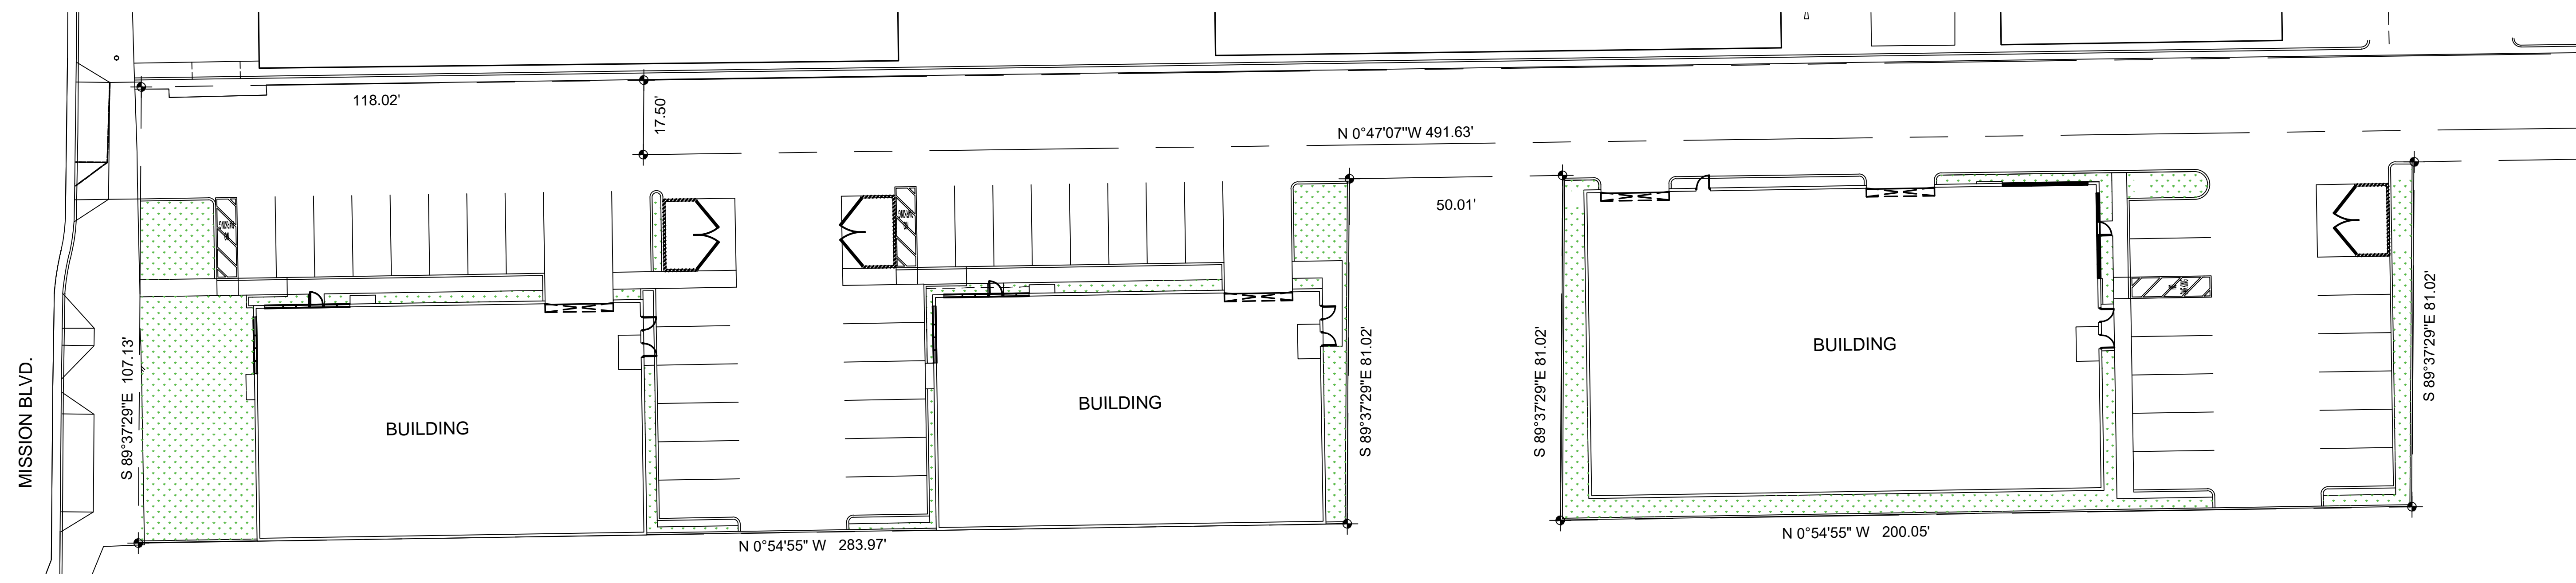 118.02'
17.50'
N 0°47'07"W 491.63'
50.01'
MISSION BLVD.
S 89°37'29"E 107.13'
BUILDING
BUILDING
S 89°37'29"E 81.02'
S 89°37'29"E 81.02'
BUILDING
S 89°37'29"E 81.02'
N 0°54'55" W 283.97'
N 0°54'55" W 200.05'